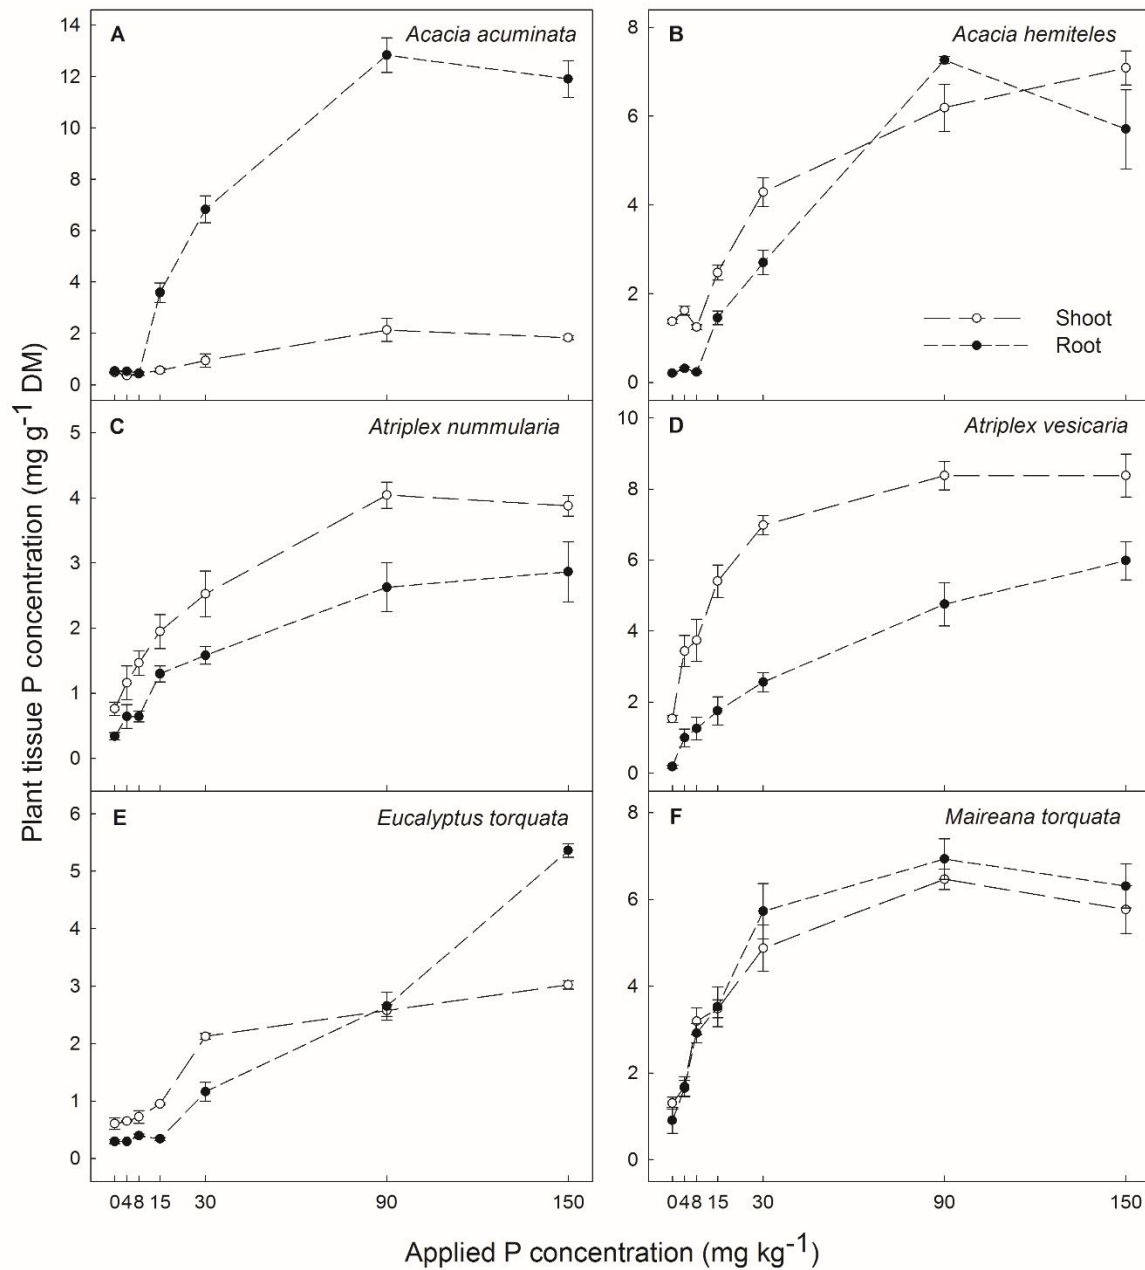 A
Acacia acuminata
14
12
10
8
6
4
2
0
B
Acacia hemiteles
8
6
4
2
0
Shoot
Root
C
Atriplex nummularia
5
4
3
2
1
0
D
Atriplex vesicaria
10
8
6
4
2
0
E
Eucalyptus torquata
6
5
4
3
2
1
0
F
Maireana torquata
8
6
4
2
0
0 4 8 15 30 90 150
0 4 8 15 30 90 150
Plant tissue P concentration (mg g⁻¹ DM)
Applied P concentration (mg kg⁻¹)